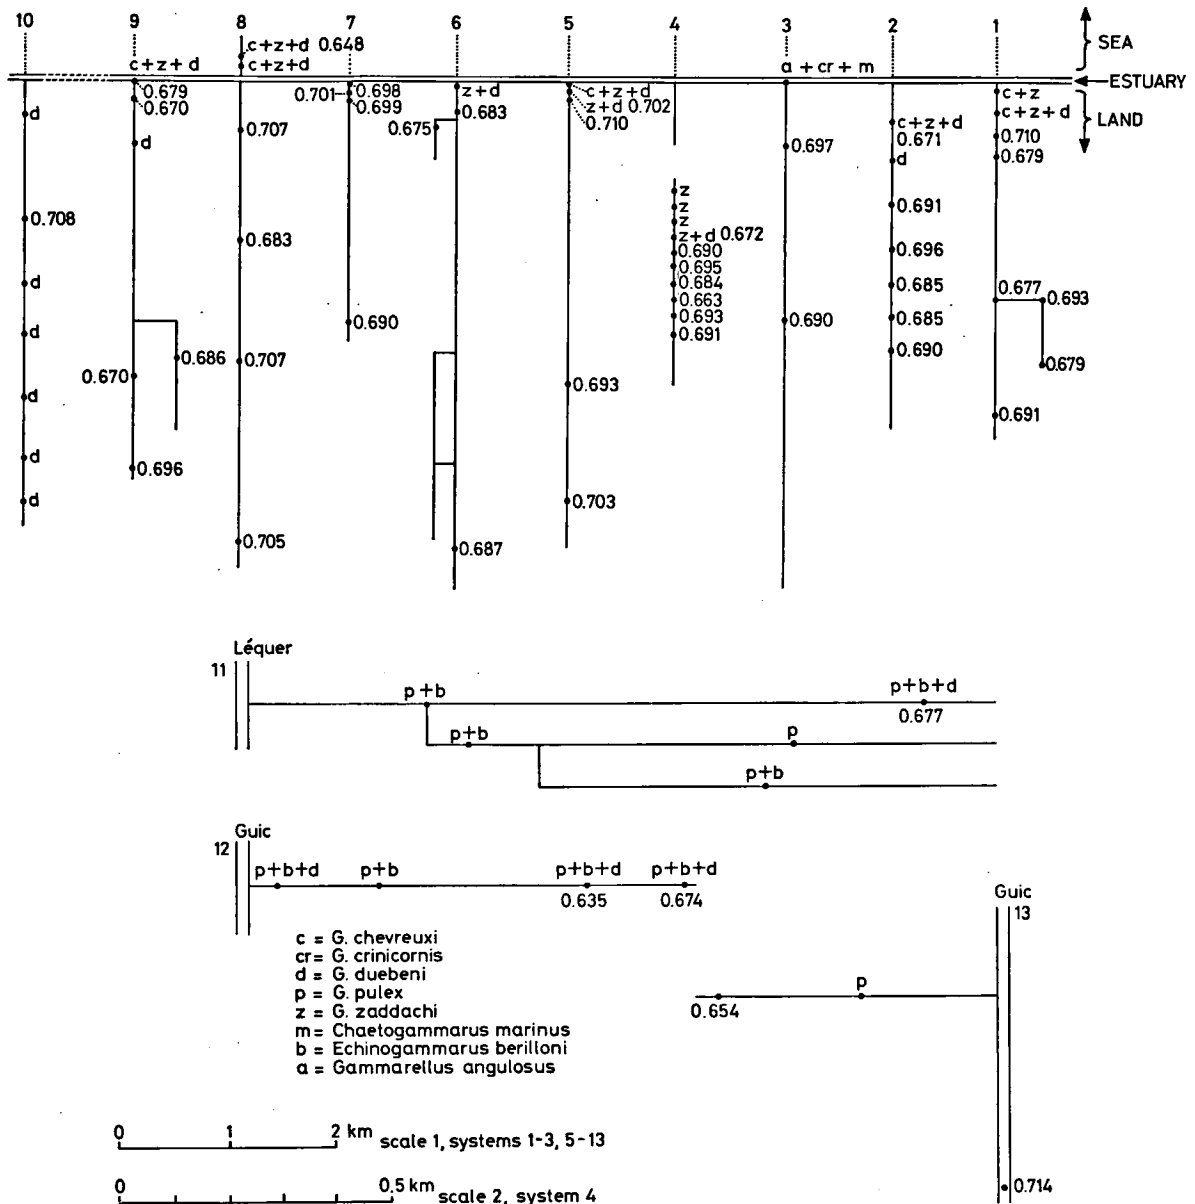 10 9 8 7 6 5 4 3 2 1
SEA
ESTUARY
LAND
d
0.708
d
d
d
d
d
c+z+d
0.679
0.670
d
0.686
0.670
0.696
c+z+d 0.648
c+z+d
0.707
0.683
0.707
0.705
0.701
0.698
0.699
0.690
z+d
0.683
0.675
0.687
c+z+d
z+d 0.702
0.710
0.693
0.703
z
z
z
z+d 0.672
0.690
0.695
0.684
0.663
0.693
0.691
a + cr + m
0.697
0.690
c+z+d
0.671
d
0.691
0.696
0.685
0.685
0.690
c+z
c+z+d
0.710
0.679
0.677
0.693
0.679
0.691
Léquer
11
p+b
p+b+d
0.677
p+b
p
p+b
Guic
12
p+b+d p+b p+b+d p+b+d
0.635 0.674
Guic
13
p
0.654
0.714
c = G. chevreuxi
cr= G. crinicornis
d = G. duebeni
p = G. pulex
z = G. zaddachi
m = Chaetogammarus marinus
b = Echinogammarus berilloni
a = Gammarellus angulosus
0 1 2 km
scale 1, systems 1-3, 5-13
0 0.5 km
scale 2, system 4